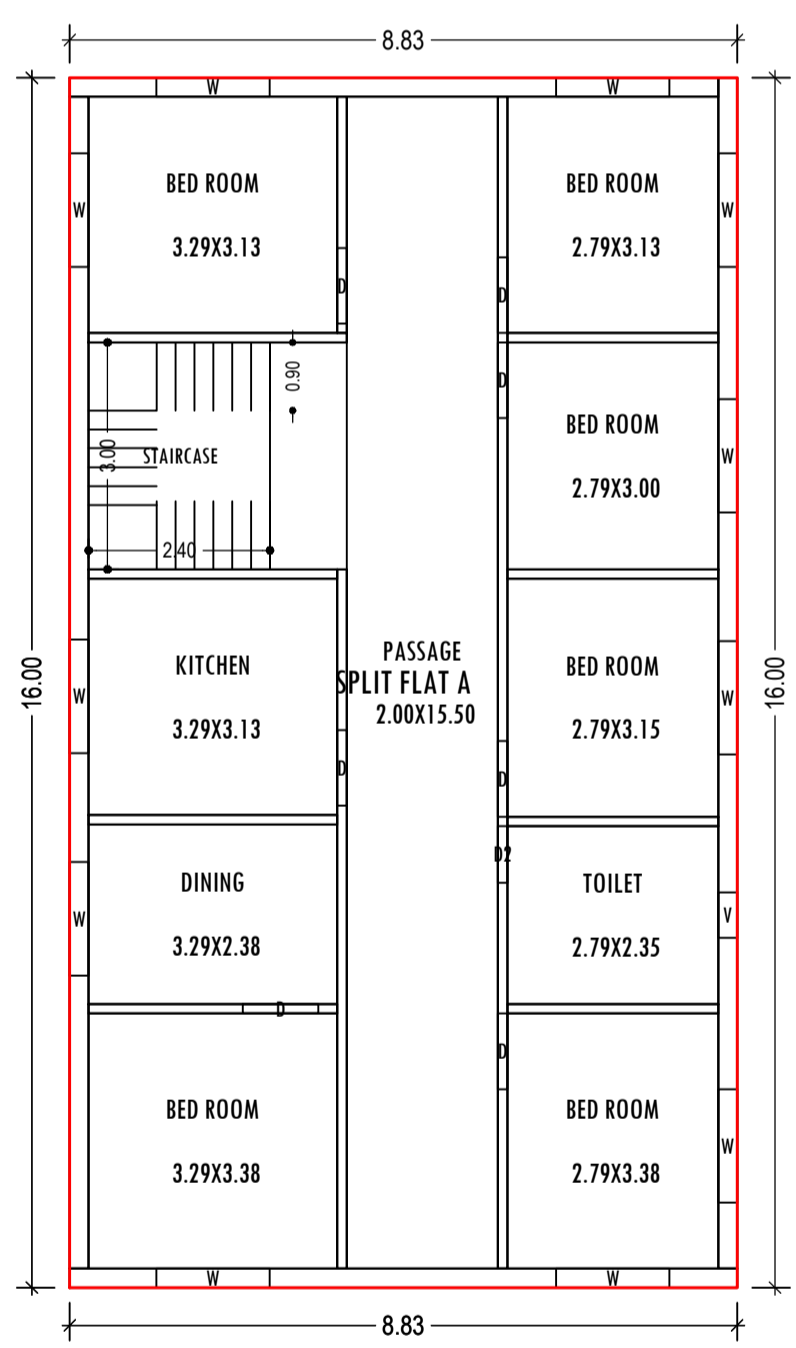 8.83
W
W
BED ROOM
3.29X3.13
BED ROOM
2.79X3.13
W
W
D
D
0.90
D
BED ROOM
2.79X3.00
3.00
STAIRCASE
W
2.40
16.00
16.00
KITCHEN
3.29X3.13
PASSAGE
SPLIT FLAT A
2.00X15.50
BED ROOM
2.79X3.15
W
W
D
D
D2
DINING
3.29X2.38
TOILET
2.79X2.35
W
V
D
D
BED ROOM
3.29X3.38
BED ROOM
2.79X3.38
W
W
W
8.83